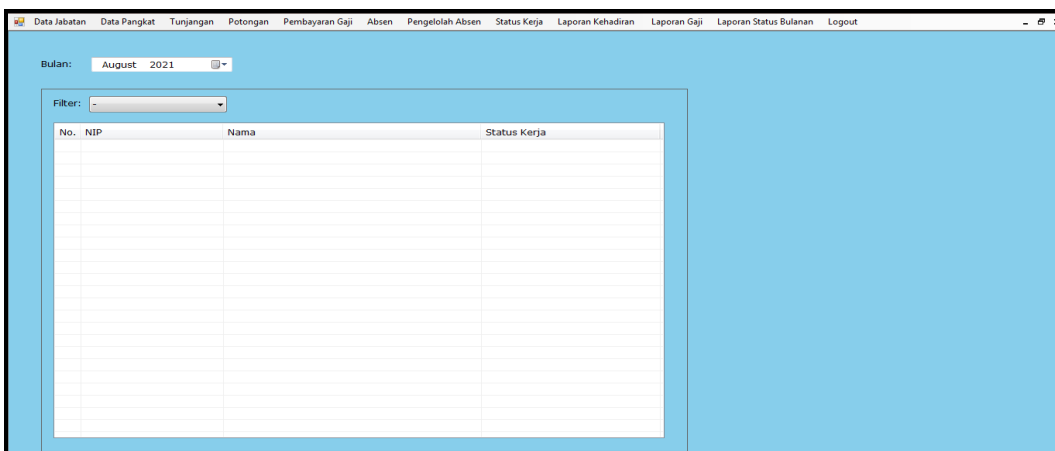 Data Jabatan Data Pangkat Tunjangan Potongan Pembayaran Gaji Absen Pengelolah Absen Status Kerja Laporan Kehadiran Laporan Gaji Laporan Status Bulanan Logout
Bulan: August 2021
Filter: -
No. NIP Nama Status Kerja